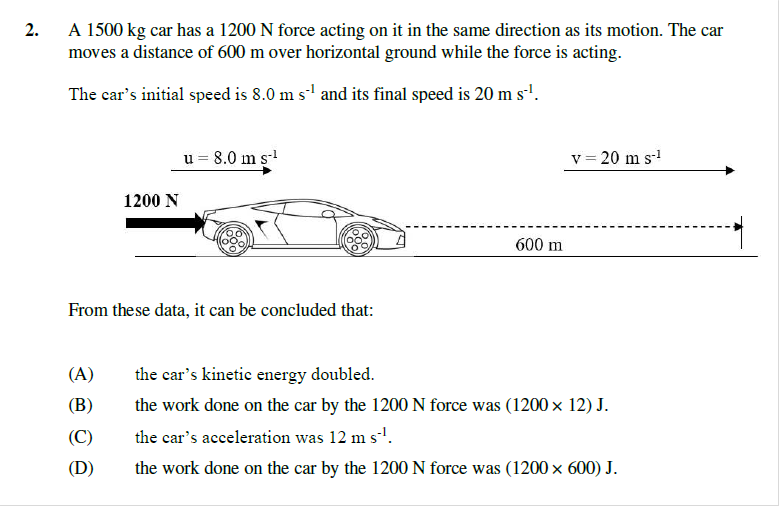 2. A 1500 kg car has a 1200 N force acting on it in the same direction as its motion. The car
moves a distance of 600 m over horizontal ground while the force is acting.
The car's initial speed is 8.0 m s⁻¹ and its final speed is 20 m s⁻¹.
u = 8.0 m s⁻¹
v = 20 m s⁻¹
1200 N
600 m
From these data, it can be concluded that:
(A) the car's kinetic energy doubled.
(B) the work done on the car by the 1200 N force was (1200 × 12) J.
(C) the car's acceleration was 12 m s⁻¹.
(D) the work done on the car by the 1200 N force was (1200 × 600) J.